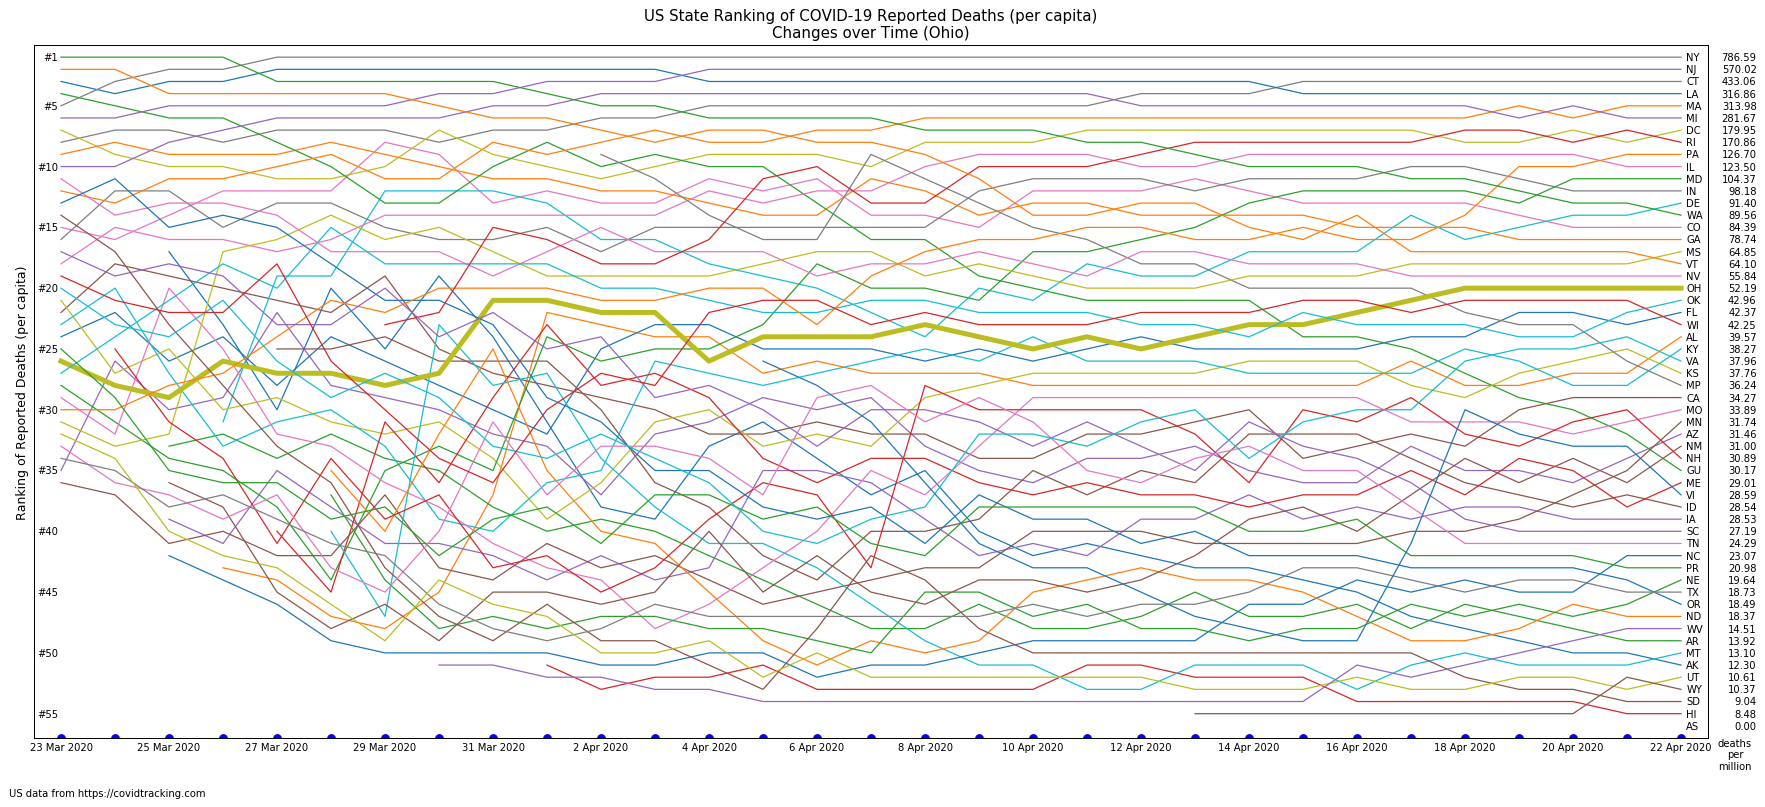 US State Ranking of COVID-19 Reported Deaths (per capita)
Changes over Time (Ohio)
Ranking of Reported Deaths (per capita)
#1
#5
#10
#15
#20
#25
#30
#35
#40
#45
#50
#55
NY 786.59
NJ 570.02
CT 433.06
LA 316.86
MA 313.98
MI 281.67
DC 179.95
RI 170.86
PA 126.70
IL 123.50
MD 104.37
IN 98.18
DE 91.40
WA 89.56
CO 84.39
GA 78.74
MS 64.85
VT 64.10
NV 55.84
OH 52.19
OK 42.96
FL 42.37
WI 42.25
AL 39.57
KY 38.27
VA 37.96
KS 37.76
MP 36.24
CA 34.27
MO 33.89
MN 31.74
AZ 31.46
NM 31.00
NH 30.89
GU 30.17
ME 29.01
VI 28.59
ID 28.54
IA 28.53
SC 27.19
TN 24.29
NC 23.07
PR 20.98
NE 19.64
TX 18.73
OR 18.49
ND 18.37
WV 14.51
AR 13.92
MT 13.10
AK 12.30
UT 10.61
WY 10.37
SD 9.04
HI 8.48
AS 0.00
23 Mar 2020 25 Mar 2020 27 Mar 2020 29 Mar 2020 31 Mar 2020 2 Apr 2020 4 Apr 2020 6 Apr 2020 8 Apr 2020 10 Apr 2020 12 Apr 2020 14 Apr 2020 16 Apr 2020 18 Apr 2020 20 Apr 2020 22 Apr 2020
deaths
per
million
US data from https://covidtracking.com